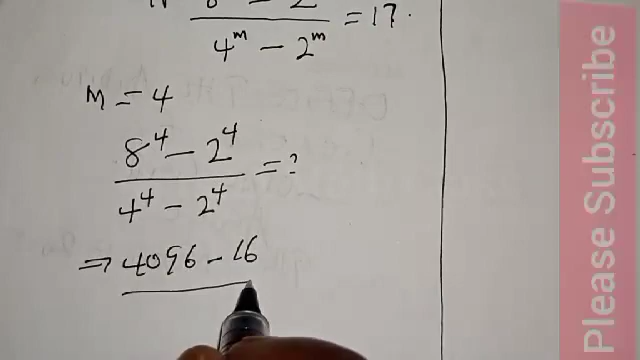 4^m - 2^m = 17.
M = 4
8^4 - 2^4
4^4 - 2^4 = ?
⇒ 4096 - 16
Please Subscribe